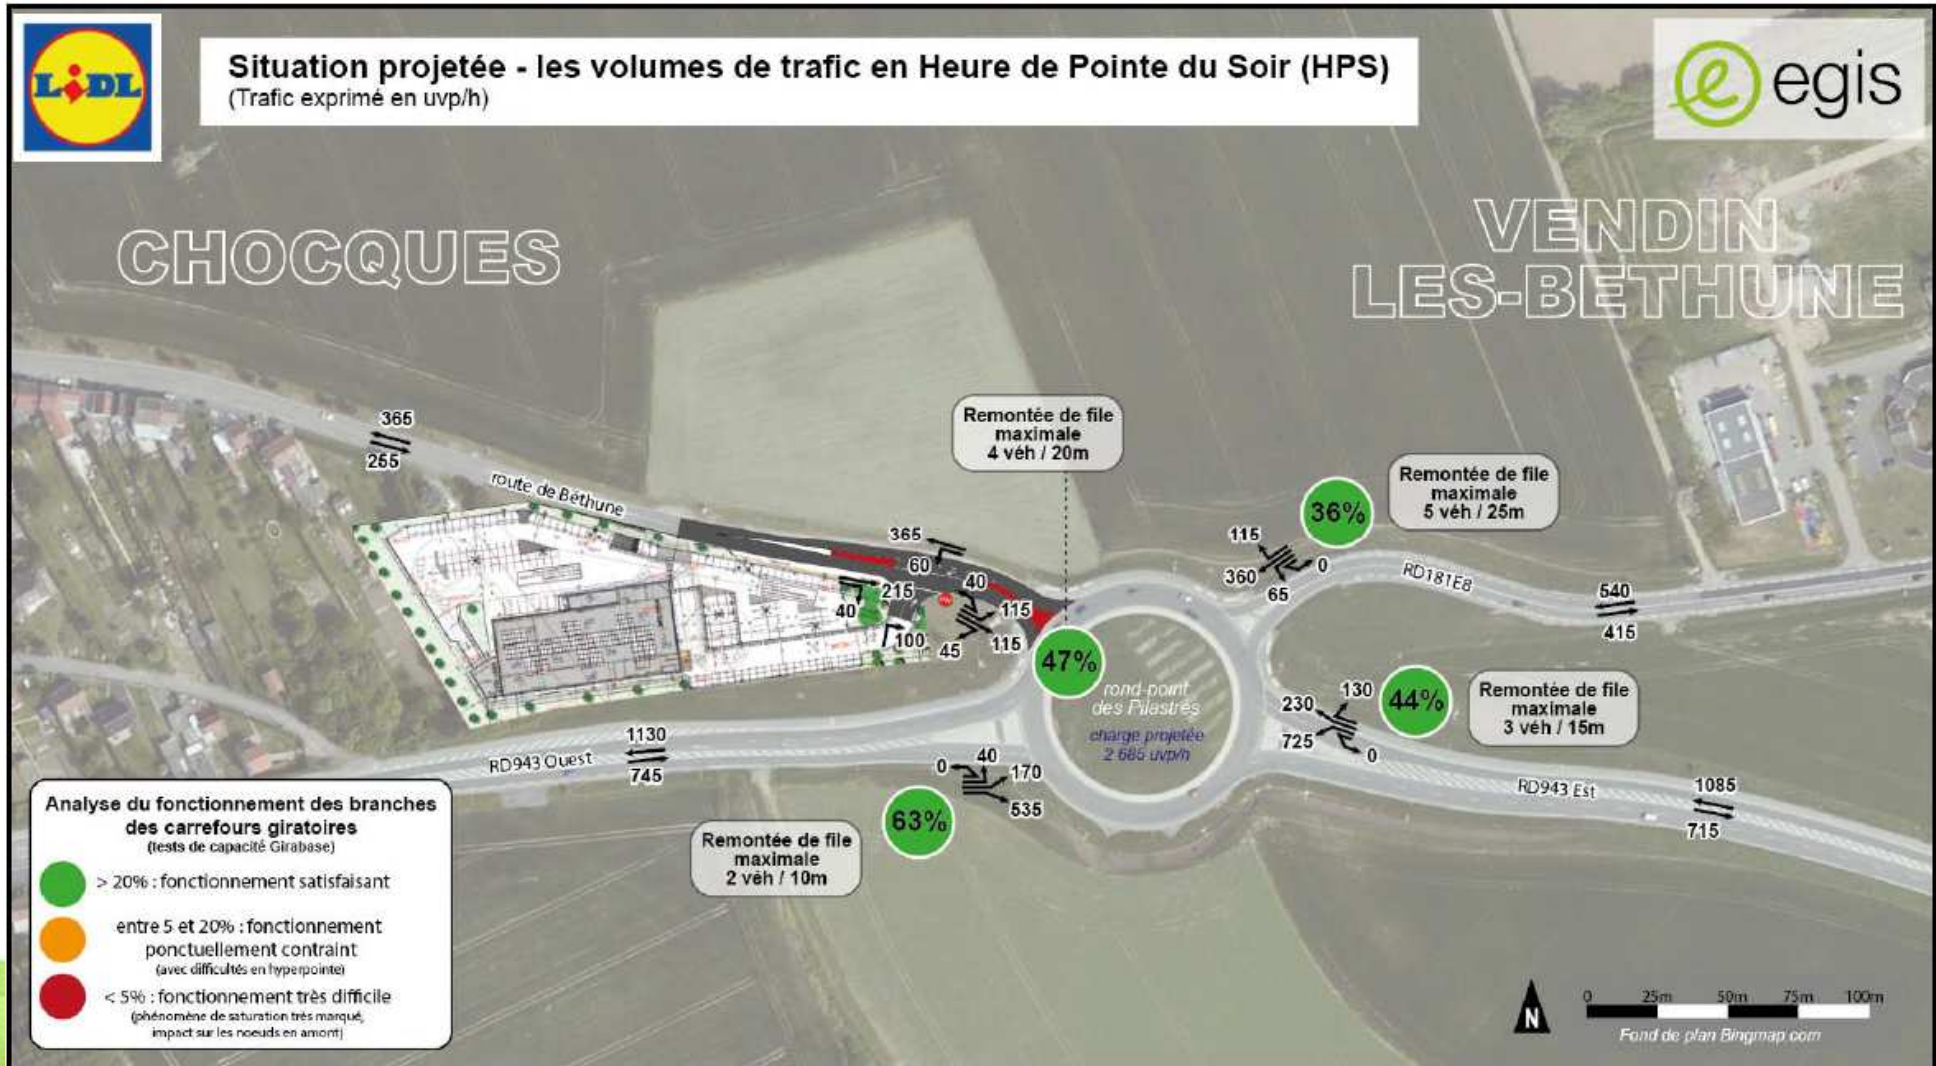 LiDL
Situation projetée - les volumes de trafic en Heure de Pointe du Soir (HPS)
(Trafic exprimé en uvp/h)
egis
CHOCQUES
VENDIN
LES-BETHUNE
365
255
route de Béthune
Remontée de file
maximale
4 véh / 20m
365
60
40
215
40
115
100
45
115
47%
36%
Remontée de file
maximale
5 véh / 25m
115
360
0
65
RD181E8
540
415
rond-point
des Pilastres
charge projetée
2 685 uvp/h
230
130
725
0
44%
Remontée de file
maximale
3 véh / 15m
RD943 Est
1085
715
1130
RD943 Ouest
745
0
40
170
535
63%
Remontée de file
maximale
2 véh / 10m
Analyse du fonctionnement des branches
des carrefours giratoires
(tests de capacité Girabase)
> 20% : fonctionnement satisfaisant
entre 5 et 20% : fonctionnement
ponctuellement contraint
(avec difficultés en hyperpointe)
< 5% : fonctionnement très difficile
(phénomène de saturation très marqué,
impact sur les noeuds en amont)
N
0 25m 50m 75m 100m
Fond de plan Bingmap.com